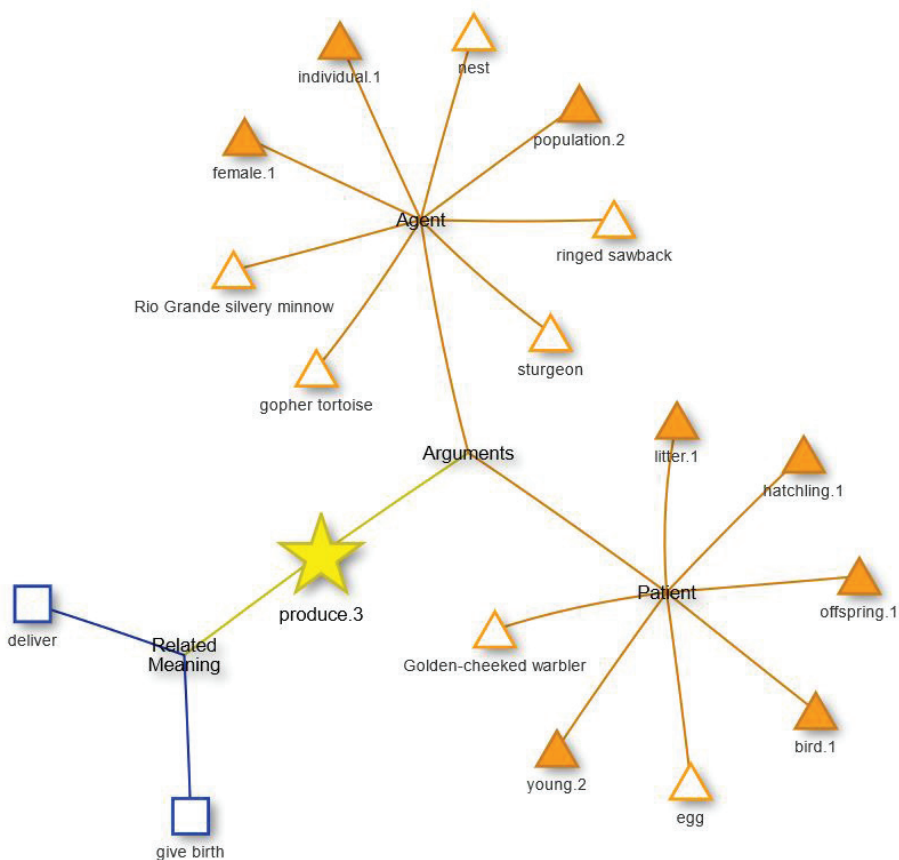 individual.1
nest
female.1
population.2
Agent
ringed sawback
Rio Grande silvery minnow
sturgeon
gopher tortoise
Arguments
litter.1
hatchling.1
produce.3
Patient
offspring.1
deliver
Related
Meaning
Golden-cheeked warbler
bird.1
young.2
egg
give birth